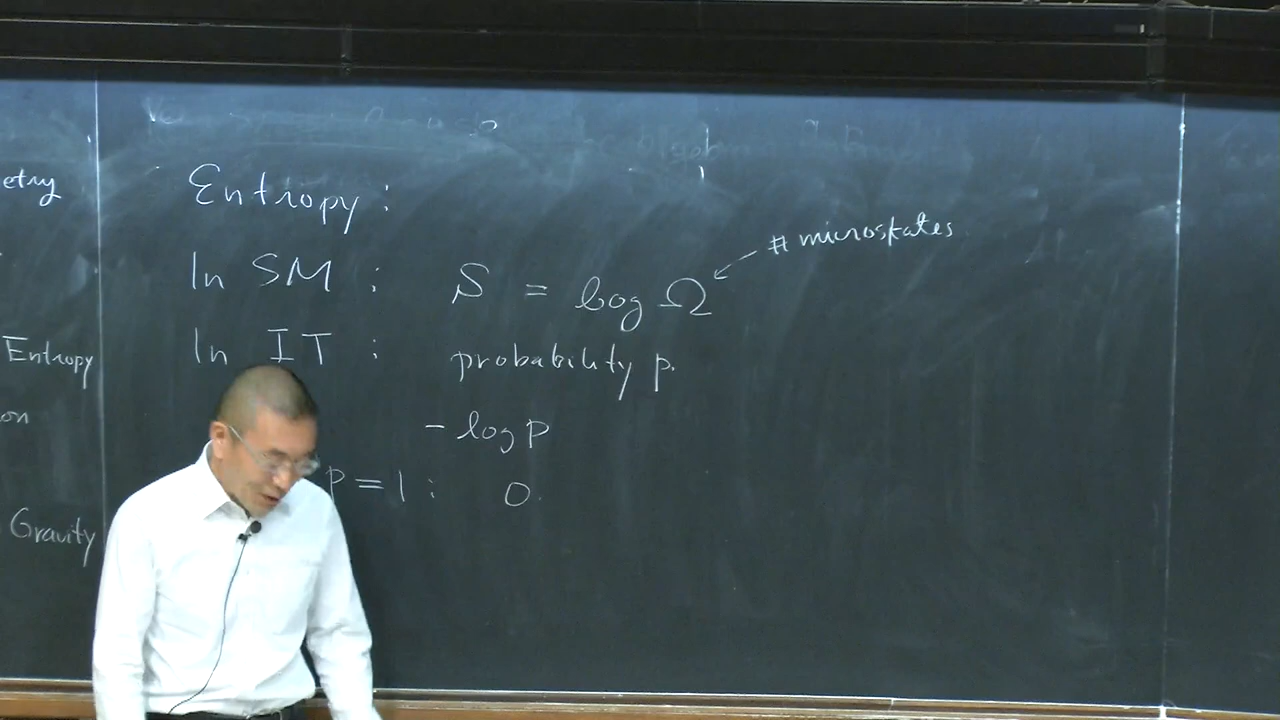 etry
Entropy
on
Gravity
Entropy :
In SM : S = log Ω ↙ # microstates
In IT : probability p.
- log p
P = 1 : 0.